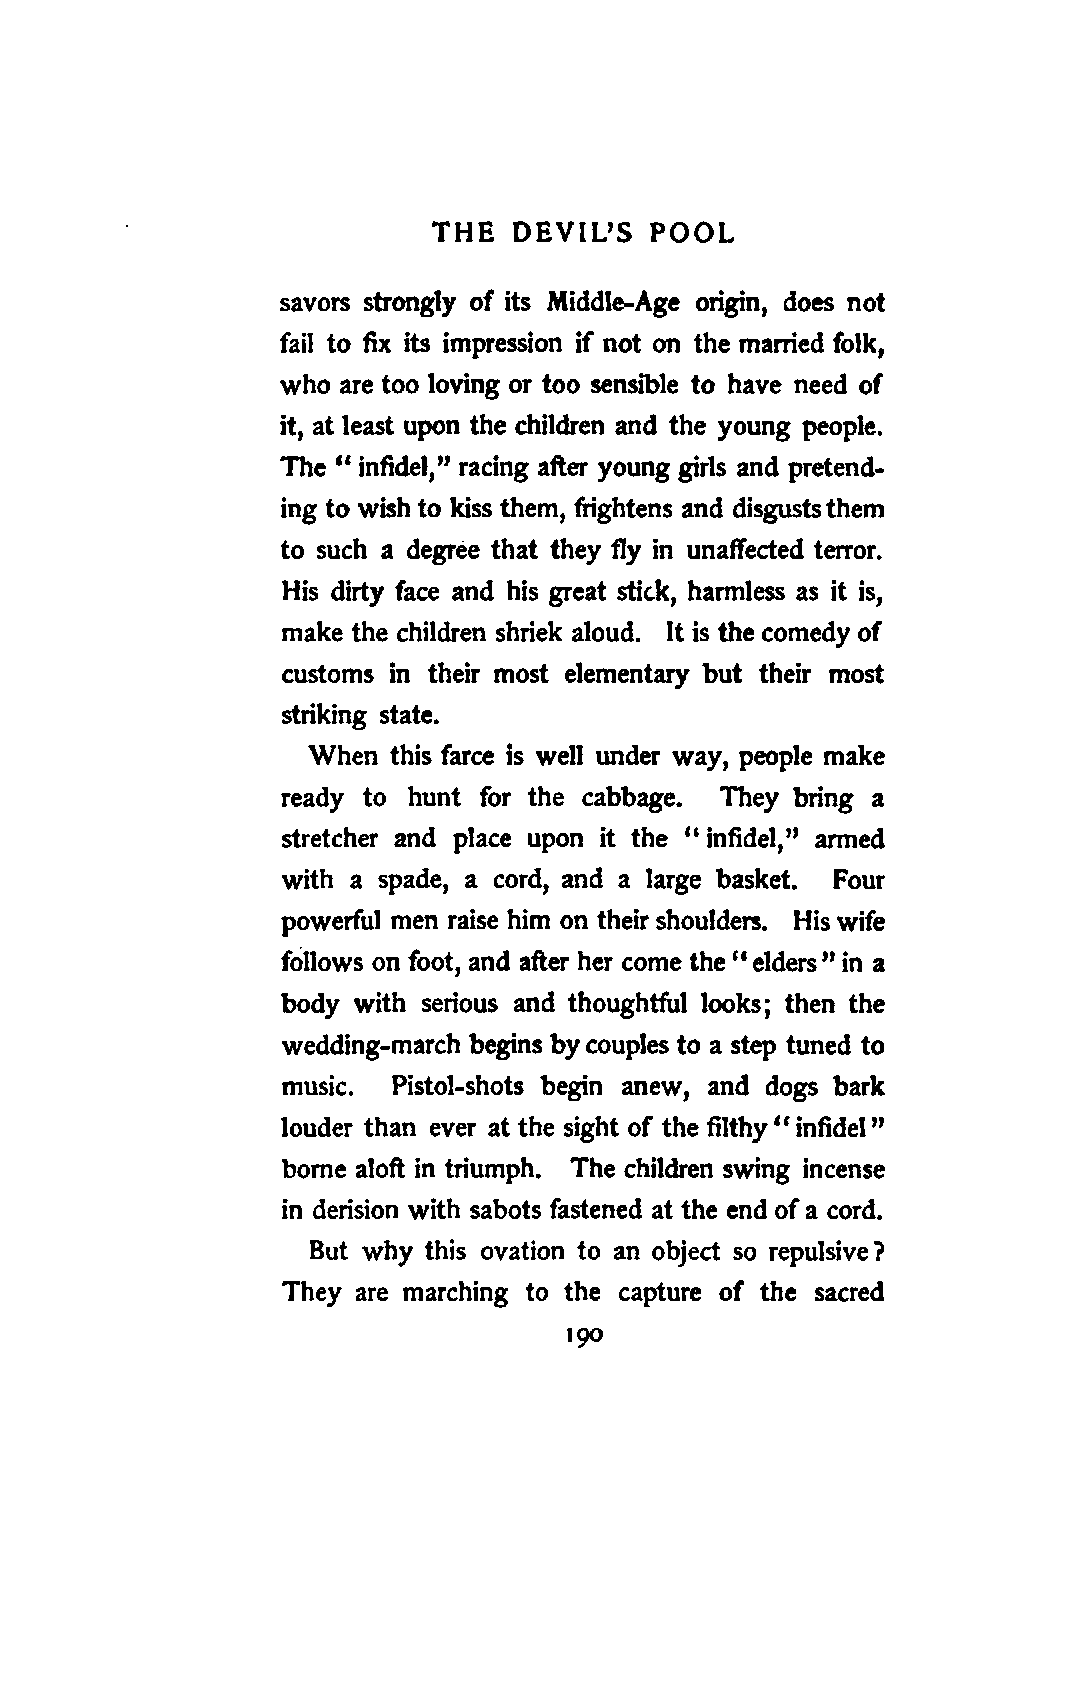 THE DEVIL'S POOL
savors strongly of its Middle-Age origin, does not
fail to fix its impression if not on the married folk,
who are too loving or too sensible to have need of
it, at least upon the children and the young people.
The " infidel," racing after young girls and pretend-
ing to wish to kiss them, frightens and disgusts them
to such a degree that they fly in unaffected terror.
His dirty face and his great stick, harmless as it is,
make the children shriek aloud. It is the comedy of
customs in their most elementary but their most
striking state.
When this farce is well under way, people make
ready to hunt for the cabbage. They bring a
stretcher and place upon it the " infidel," armed
with a spade, a cord, and a large basket. Four
powerful men raise him on their shoulders. His wife
follows on foot, and after her come the " elders " in a
body with serious and thoughtful looks; then the
wedding-march begins by couples to a step tuned to
music. Pistol-shots begin anew, and dogs bark
louder than ever at the sight of the filthy " infidel "
borne aloft in triumph. The children swing incense
in derision with sabots fastened at the end of a cord.
But why this ovation to an object so repulsive?
They are marching to the capture of the sacred
190